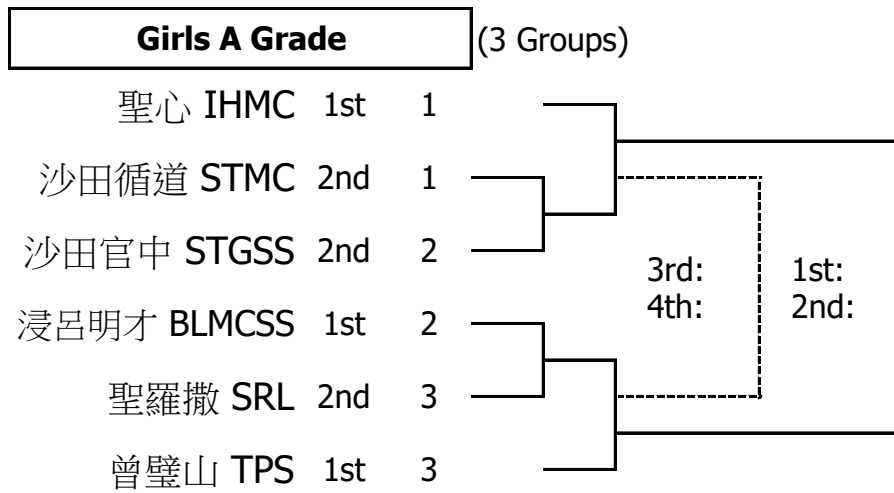 Girls A Grade (3 Groups)
聖心 IHMC 1st 1
沙田循道 STMC 2nd 1
沙田官中 STGSS 2nd 2
3rd: 1st:
4th: 2nd:
浸呂明才 BLMCSS 1st 2
聖羅撒 SRL 2nd 3
曾璧山 TPS 1st 3